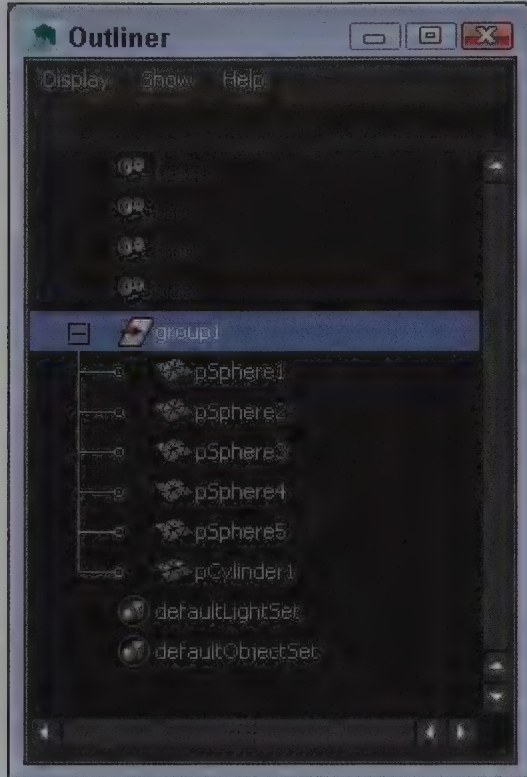 Outliner
Display Show Help
group1
pSphere1
pSphere2
pSphere3
pSphere4
pSphere5
pCylinder1
defaultLightSet
defaultObjectSet